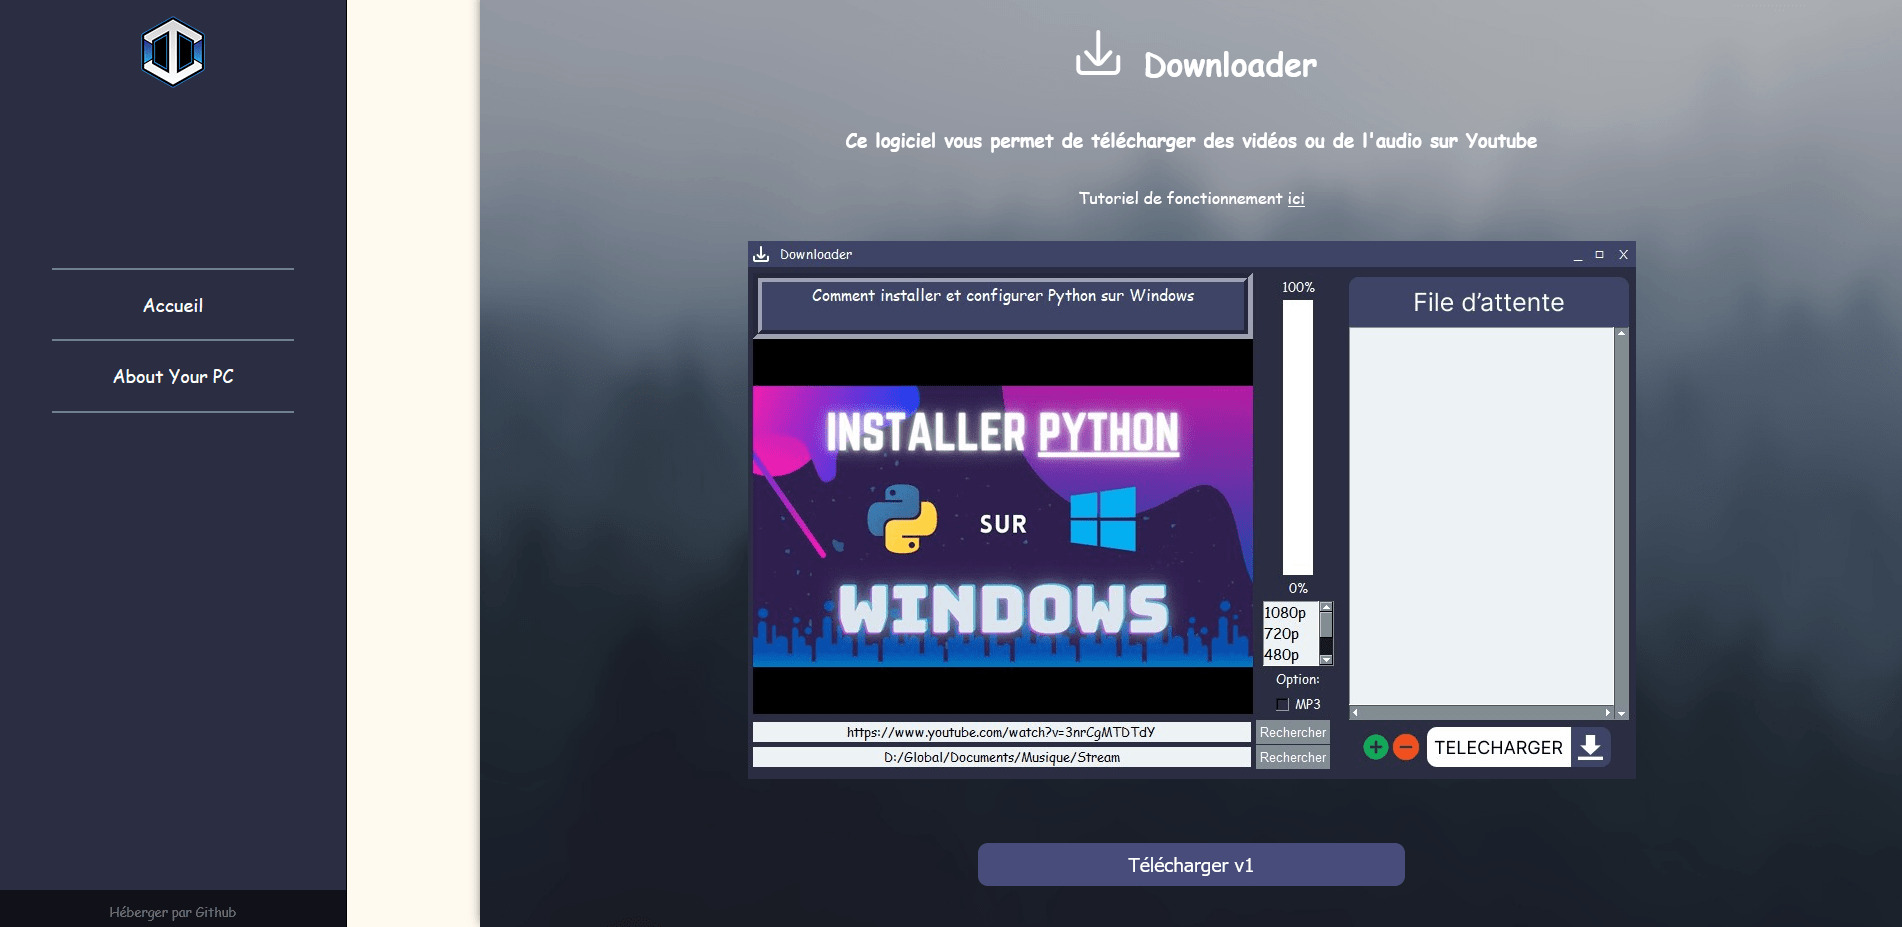 Downloader
Ce logiciel vous permet de télécharger des vidéos ou de l'audio sur Youtube
Tutoriel de fonctionnement ici
Accueil
About Your PC
Héberger par Github
Downloader
_ □ X
Comment installer et configurer Python sur Windows
INSTALLER PYTHON
SUR
WINDOWS
100%
0%
1080p
720p
480p
Option:
MP3
https://www.youtube.com/watch?v=3nrCgMTDTdY
Rechercher
D:/Global/Documents/Musique/Stream
Rechercher
File d’attente
TELECHARGER
Télécharger v1